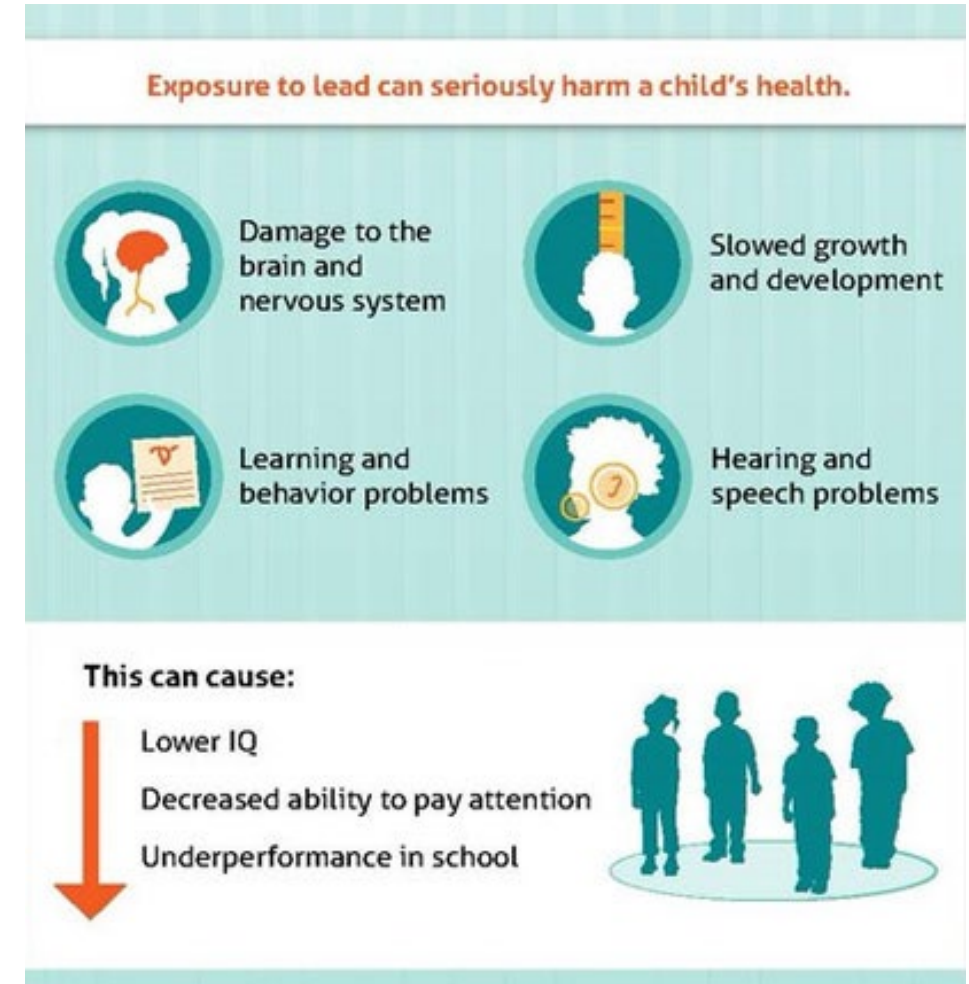 Exposure to lead can seriously harm a child's health.
Damage to the
brain and
nervous system
Slowed growth
and development
Learning and
behavior problems
Hearing and
speech problems
This can cause:
Lower IQ
Decreased ability to pay attention
Underperformance in school